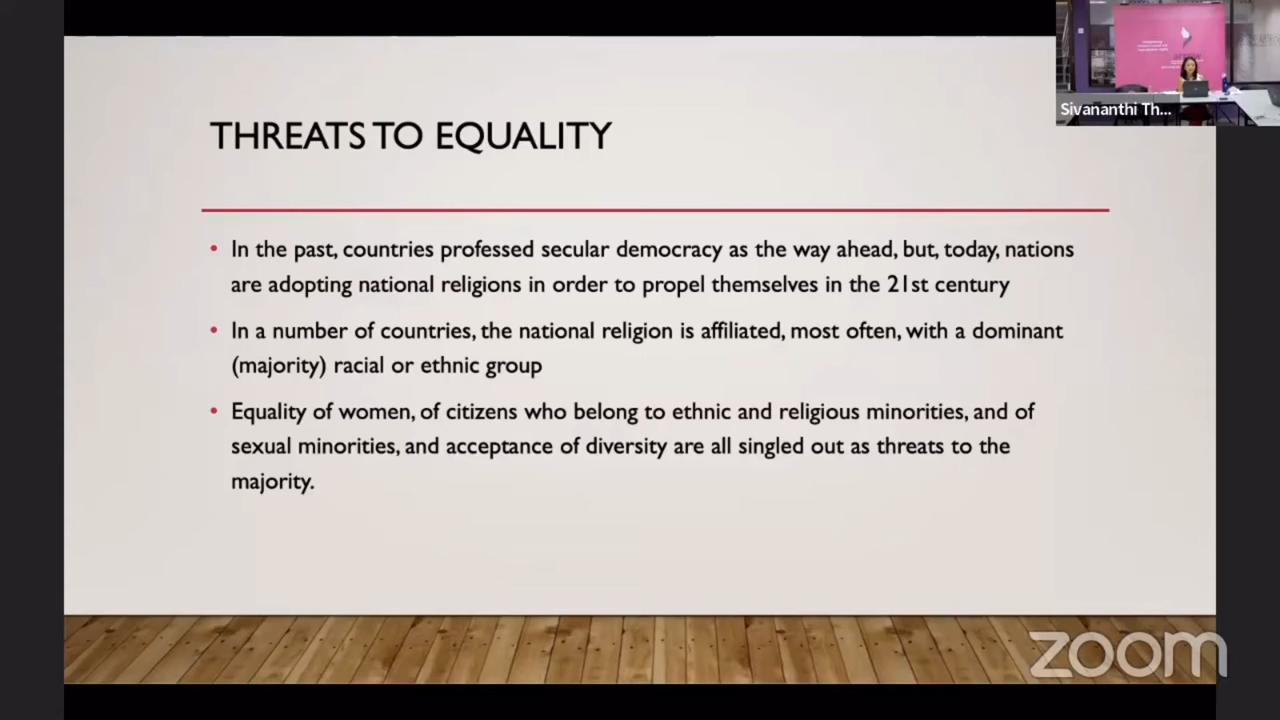 Sivananthi Th...
THREATS TO EQUALITY
• In the past, countries professed secular democracy as the way ahead, but, today, nations
are adopting national religions in order to propel themselves in the 21st century
• In a number of countries, the national religion is affiliated, most often, with a dominant
(majority) racial or ethnic group
• Equality of women, of citizens who belong to ethnic and religious minorities, and of
sexual minorities, and acceptance of diversity are all singled out as threats to the
majority.
zoom